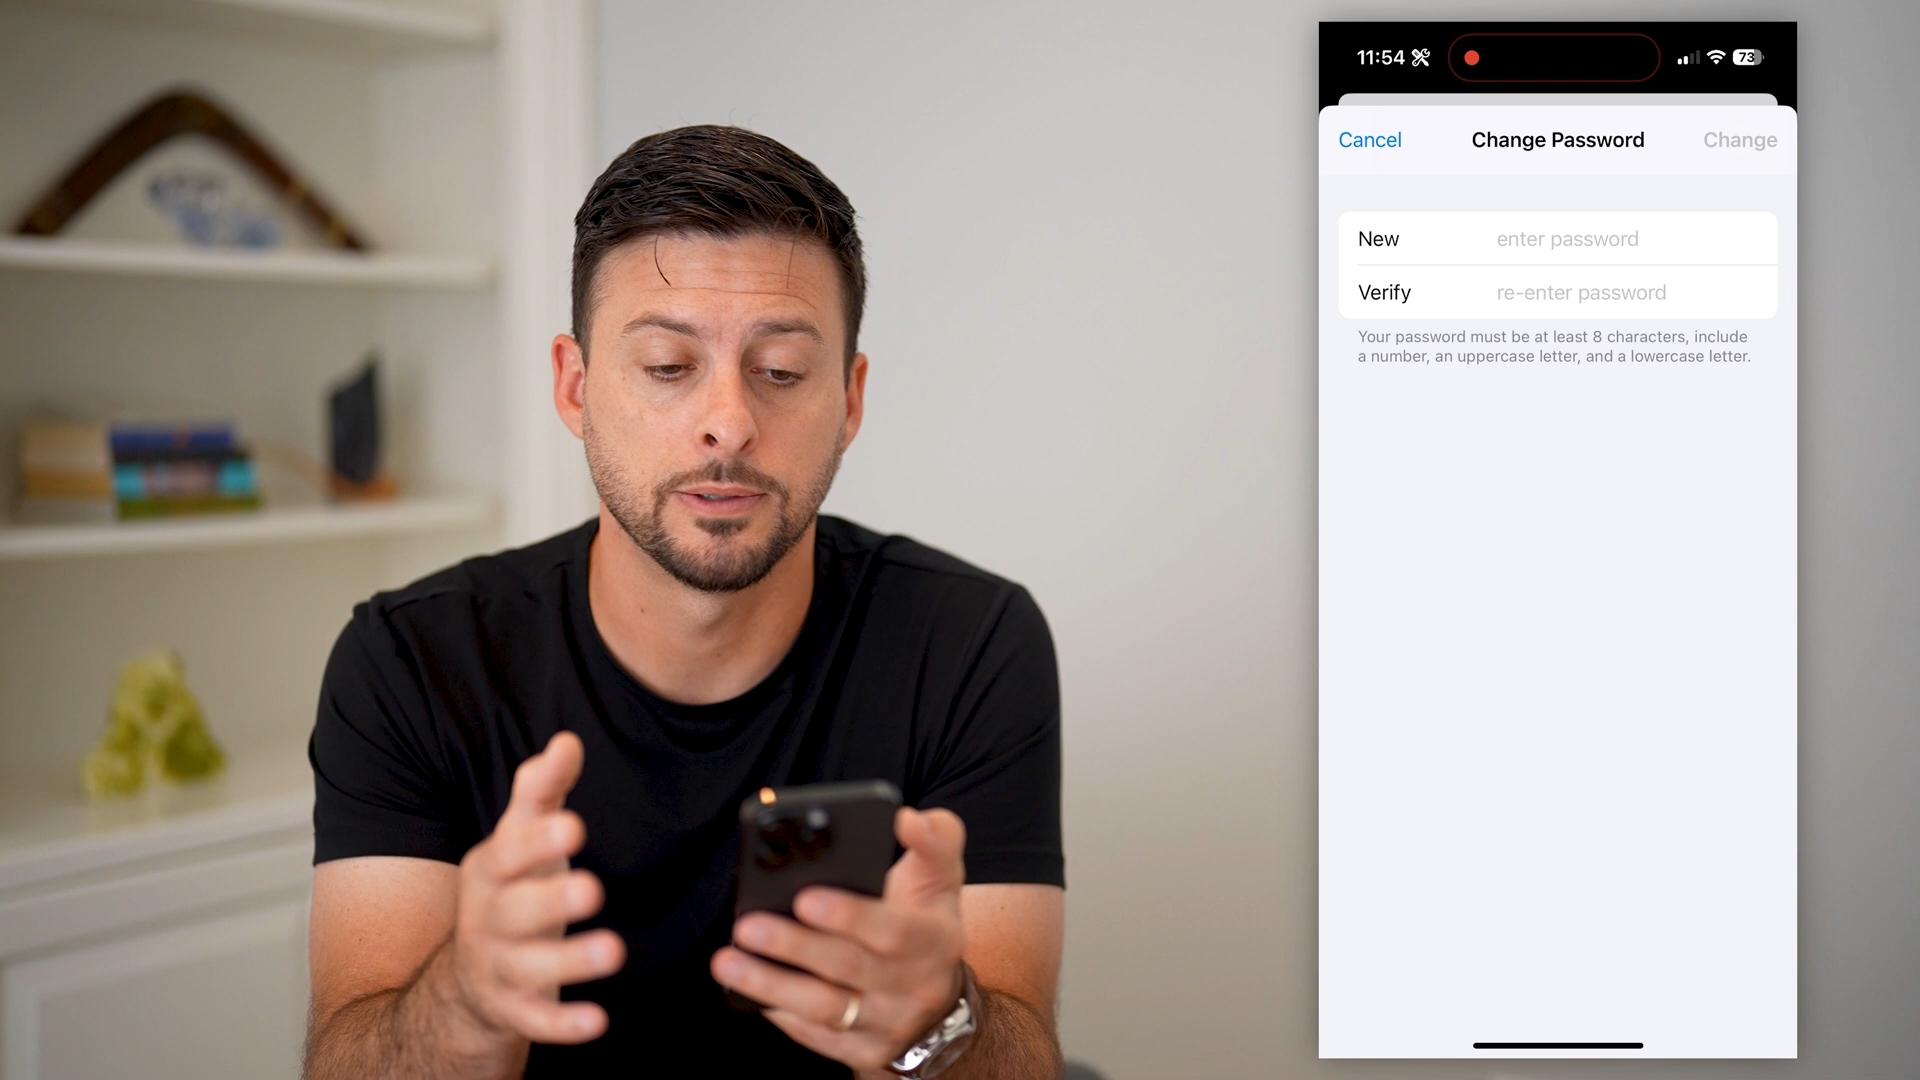 11:54
73
Cancel Change Password Change
New enter password
Verify re-enter password
Your password must be at least 8 characters, include
a number, an uppercase letter, and a lowercase letter.